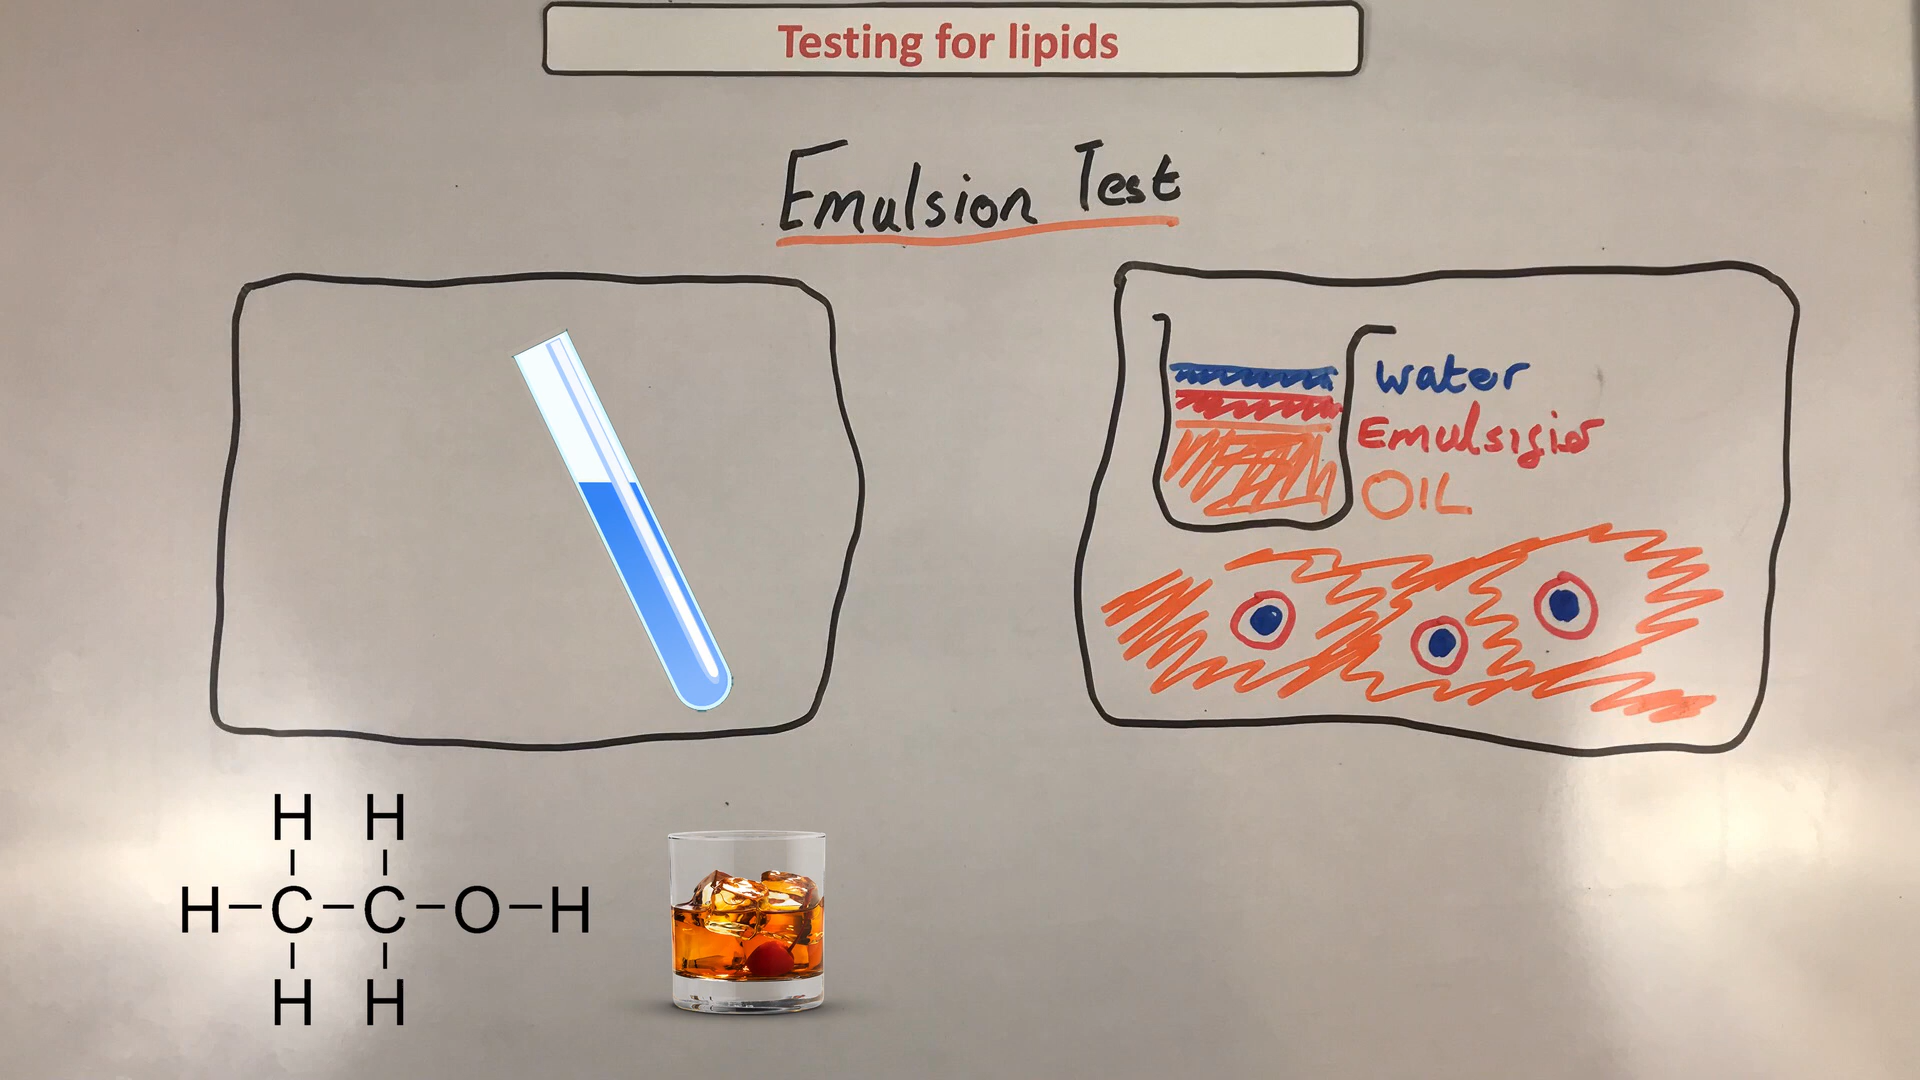 Testing for lipids
Emulsion Test
water
Emulsifier
OIL
H H
H-C-C-O-H
H H